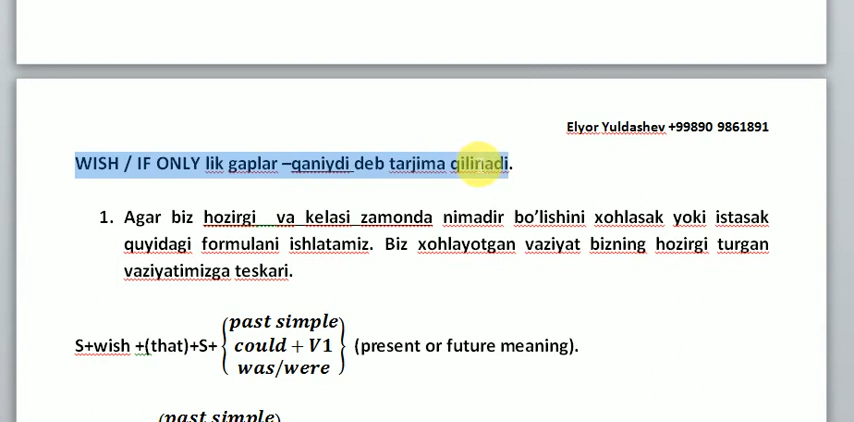 Elyor Yuldashev +99890 9861891
WISH / IF ONLY lik gaplar –qaniydi deb tarjima qilinadi.
1. Agar biz hozirgi va kelasi zamonda nimadir bo’lishini xohlasak yoki istasak
quyidagi formulani ishlatamiz. Biz xohlayotgan vaziyat bizning hozirgi turgan
vaziyatimizga teskari.
past simple
S+wish +(that)+S+ { could + V1 } (present or future meaning).
was/were
(past simple)